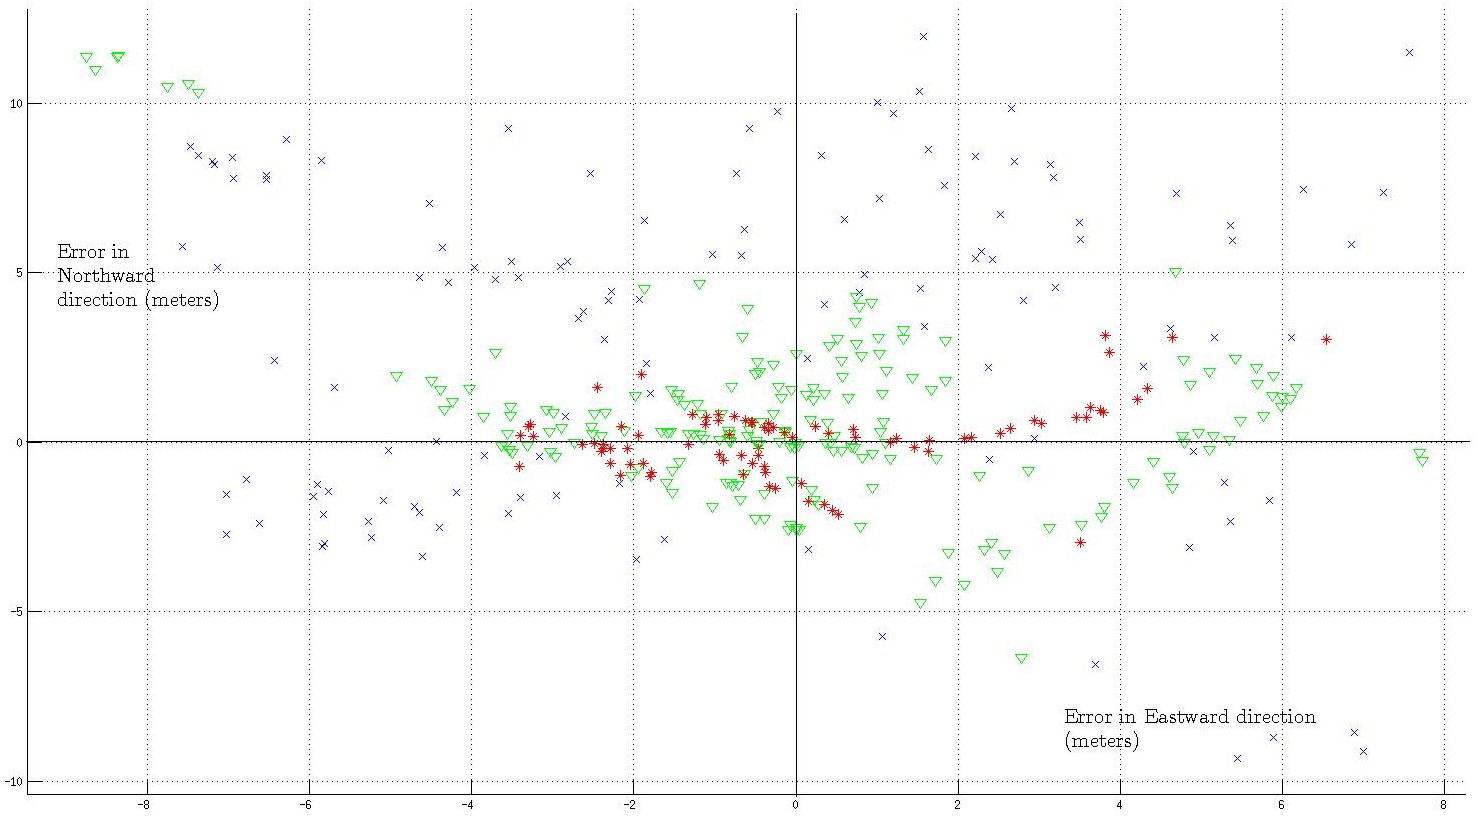 10
Error in
Northward
direction (meters)
5
0
−5
Error in Eastward direction
(meters)
−10
−8 −6 −4 −2 0 2 4 6 8